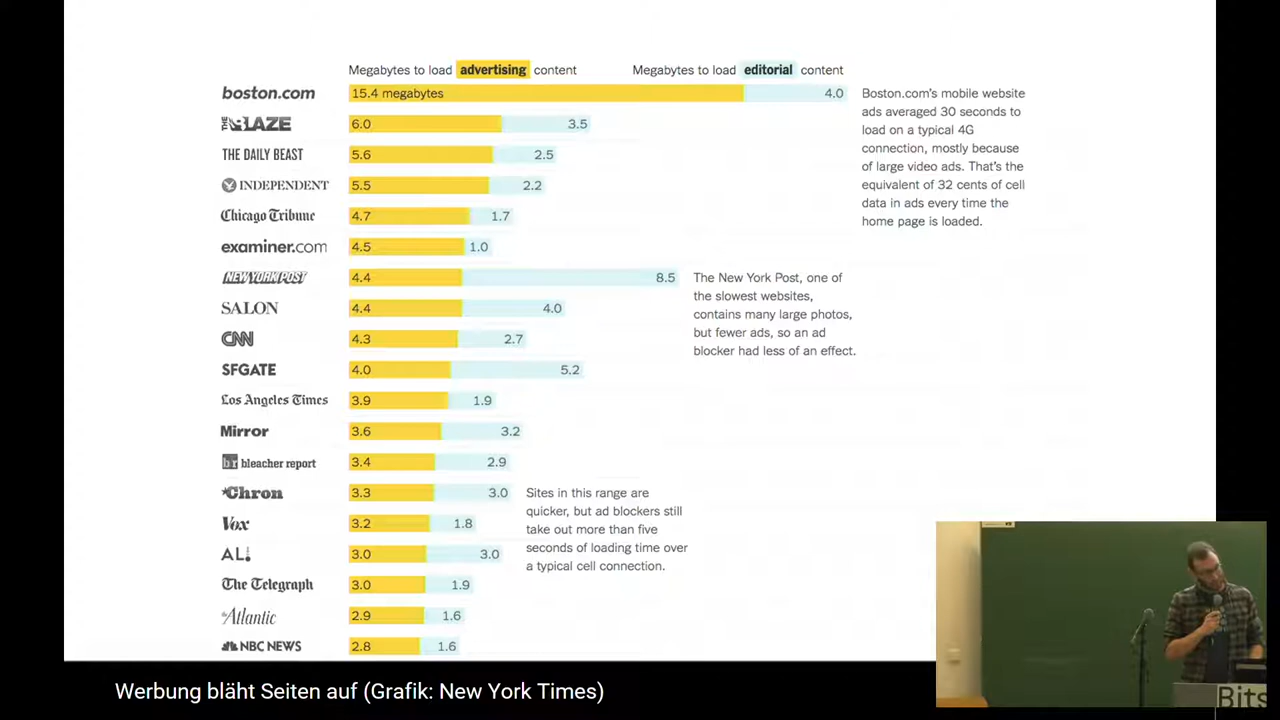 Megabytes to load advertising content
Megabytes to load editorial content
boston.com 15.4 megabytes 4.0
THE BLAZE 6.0 3.5
THE DAILY BEAST 5.6 2.5
INDEPENDENT 5.5 2.2
Chicago Tribune 4.7 1.7
examiner.com 4.5 1.0
NEW YORK POST 4.4 8.5
SALON 4.4 4.0
CNN 4.3 2.7
SFGATE 4.0 5.2
Los Angeles Times 3.9 1.9
Mirror 3.6 3.2
br bleacher report 3.4 2.9
Chron 3.3 3.0
Vox 3.2 1.8
AL 3.0 3.0
The Telegraph 3.0 1.9
the Atlantic 2.9 1.6
NBC NEWS 2.8 1.6
Boston.com's mobile website
ads averaged 30 seconds to
load on a typical 4G
connection, mostly because
of large video ads. That's the
equivalent of 32 cents of cell
data in ads every time the
home page is loaded.
The New York Post, one of
the slowest websites,
contains many large photos,
but fewer ads, so an ad
blocker had less of an effect.
Sites in this range are
quicker, but ad blockers still
take out more than five
seconds of loading time over
a typical cell connection.
Werbung bläht Seiten auf (Grafik: New York Times)
Bits